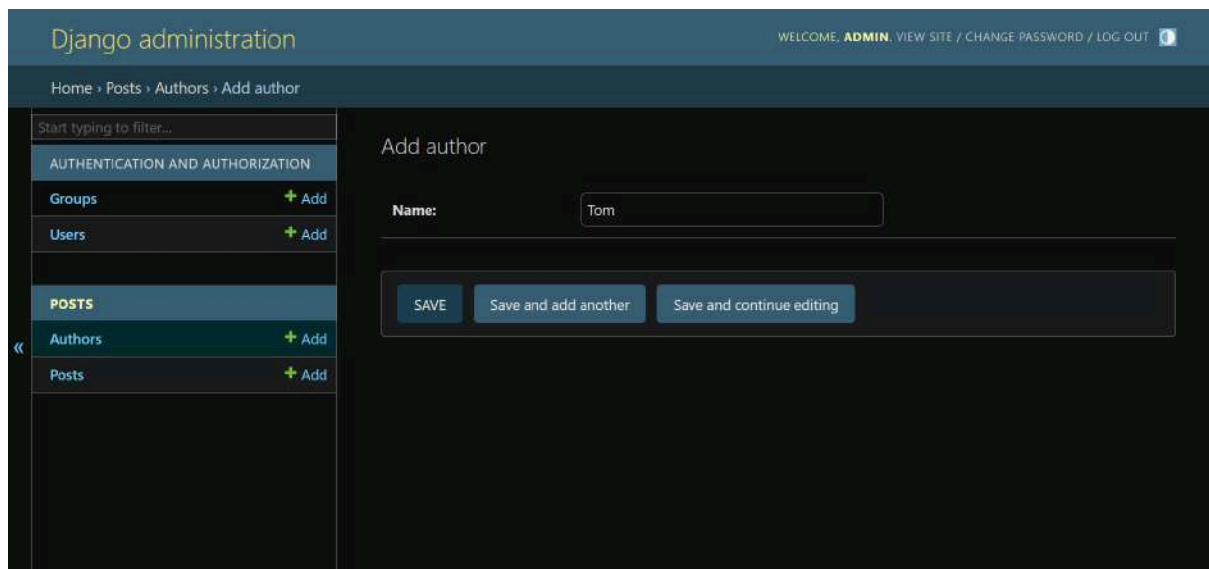 Django administration
WELCOME, ADMIN. VIEW SITE / CHANGE PASSWORD / LOG OUT
Home › Posts › Authors › Add author
Start typing to filter...
AUTHENTICATION AND AUTHORIZATION
Groups + Add
Users + Add
POSTS
Authors + Add
Posts + Add
«
Add author
Name: Tom
SAVE Save and add another Save and continue editing